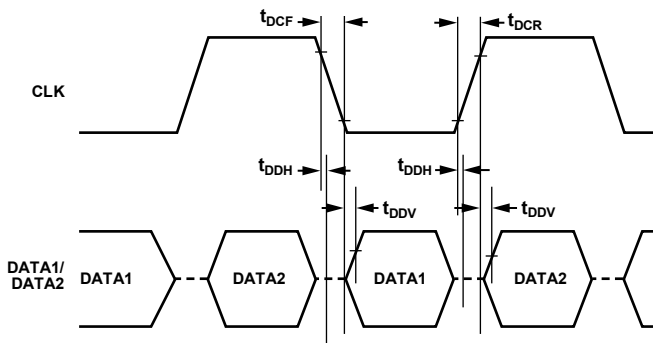 tDCF
tDCR
CLK
tDDH
tDDH
tDDV
tDDV
DATA1/
DATA2
DATA1
DATA2
DATA1
DATA2